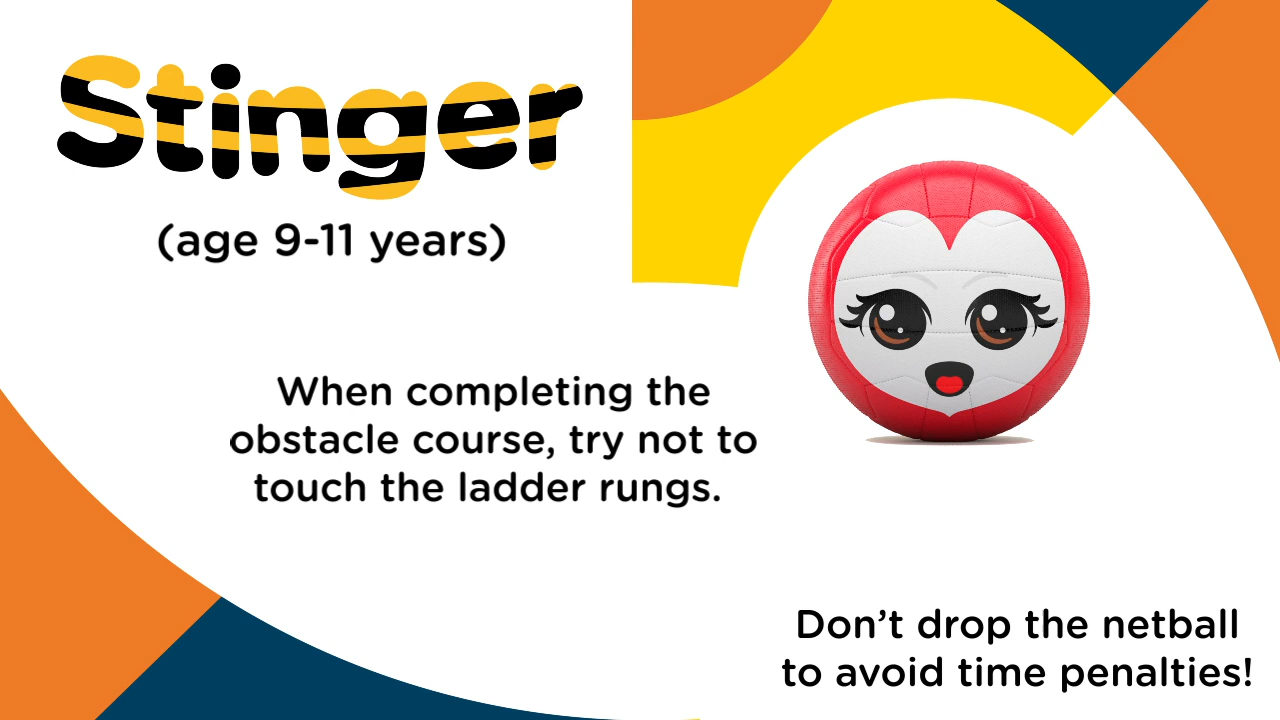 Stinger
(age 9-11 years)
When completing the
obstacle course, try not to
touch the ladder rungs.
Don’t drop the netball
to avoid time penalties!